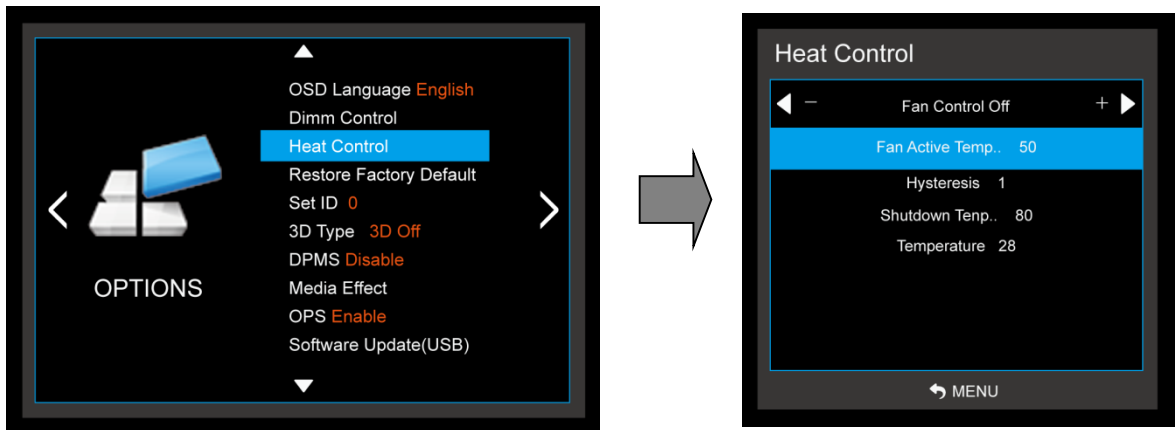 OPTIONS
OSD Language English
Dimm Control
Heat Control
Restore Factory Default
Set ID 0
3D Type 3D Off
DPMS Disable
Media Effect
OPS Enable
Software Update(USB)
Heat Control
− Fan Control Off +
Fan Active Temp.. 50
Hysteresis 1
Shutdown Tenp.. 80
Temperature 28
MENU